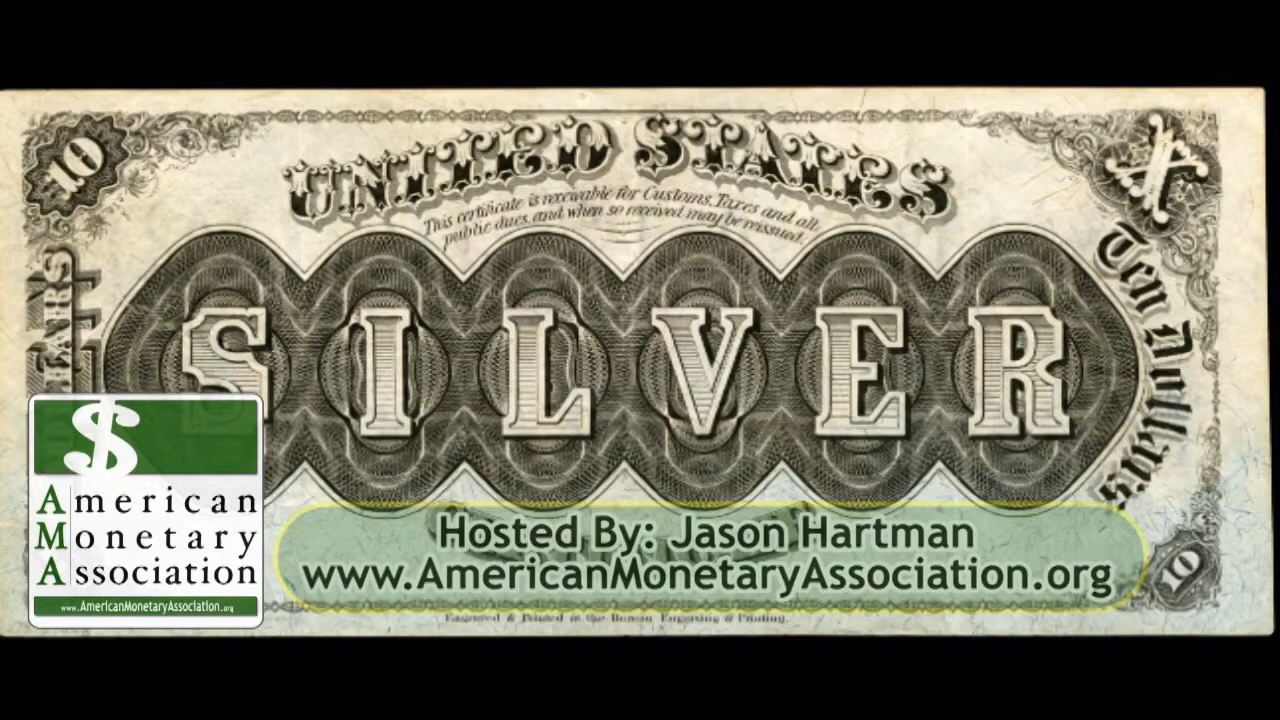 10
UNITED STATES
X
This certificate is receivable for Customs, Taxes and all
public dues, and when so received may be reissued.
Ten Dollars
SILVER
$
American
Monetary
Association
www.AmericanMonetaryAssociation.org
Hosted By: Jason Hartman
www.AmericanMonetaryAssociation.org
10
Engraved & Printed at the Bureau Engraving & Printing.